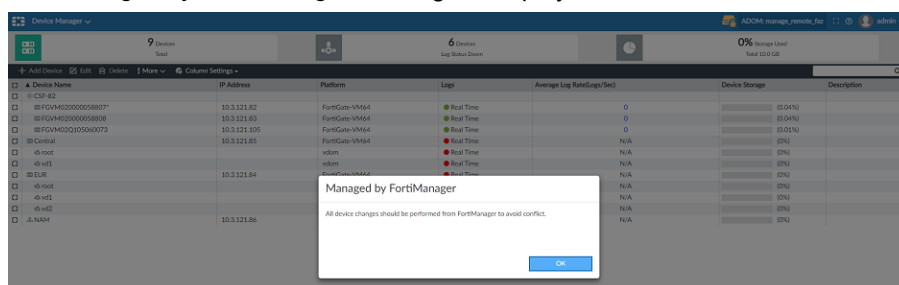 Device Manager
ADOM: manage_remote_faz
admin
9 Devices
Total
6 Devices
Log Status Down
0% Storage Used
Total 10.0 GB
+ Add Device Edit Delete More Column Settings
Device Name IP Address Platform Logs Average Log Rate(Logs/Sec) Device Storage Description
CSF-82
FGVM020000058807* 10.3.121.82 FortiGate-VM64 Real Time 0 (0.04%)
FGVM020000058808 10.3.121.83 FortiGate-VM64 Real Time 0 (0.04%)
FGVM02Q105060073 10.3.121.105 FortiGate-VM64 Real Time 0 (0.01%)
Central 10.3.121.85 FortiGate-VM64 Real Time N/A (0%)
root vdom Real Time N/A (0%)
vd1 vdom Real Time N/A (0%)
EUR 10.3.121.84 FortiGate-VM64 Real Time N/A (0%)
root N/A (0%)
vd1 N/A (0%)
vd2 N/A (0%)
NAM 10.3.121.86 N/A (0%)
Managed by FortiManager
All device changes should be performed from FortiManager to avoid conflict.
OK